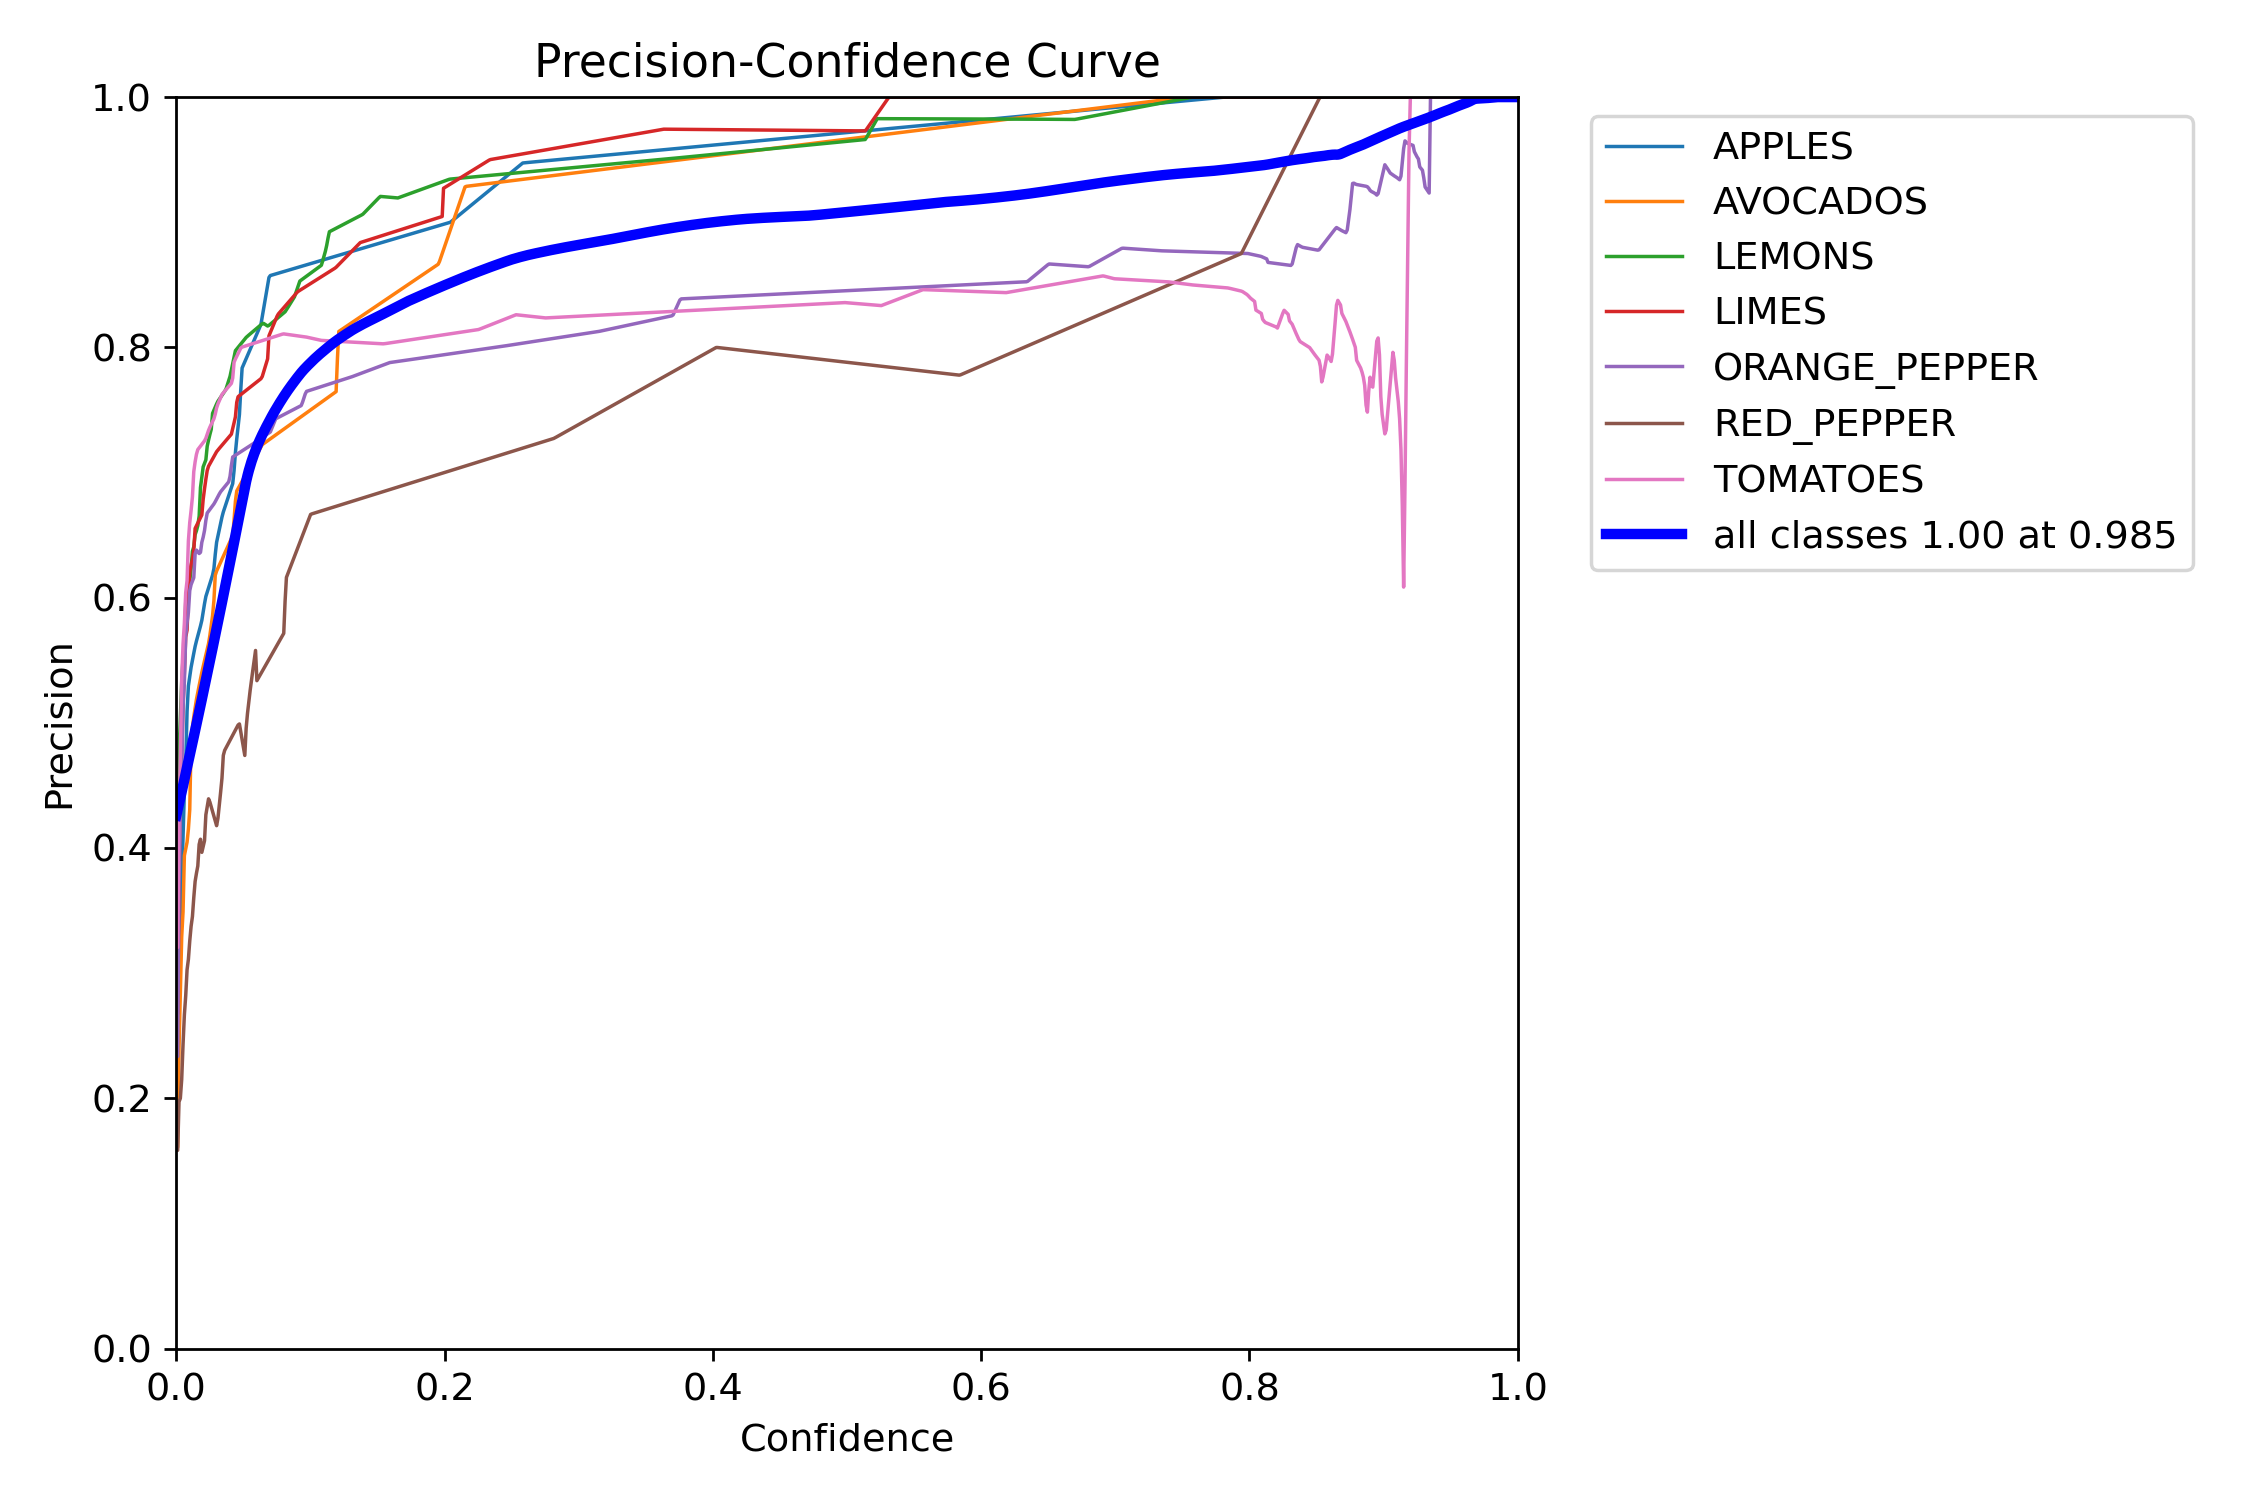 Precision-Confidence Curve
1.0
0.8
0.6
0.4
0.2
0.0
Precision
0.0 0.2 0.4 0.6 0.8 1.0
Confidence
APPLES
AVOCADOS
LEMONS
LIMES
ORANGE_PEPPER
RED_PEPPER
TOMATOES
all classes 1.00 at 0.985